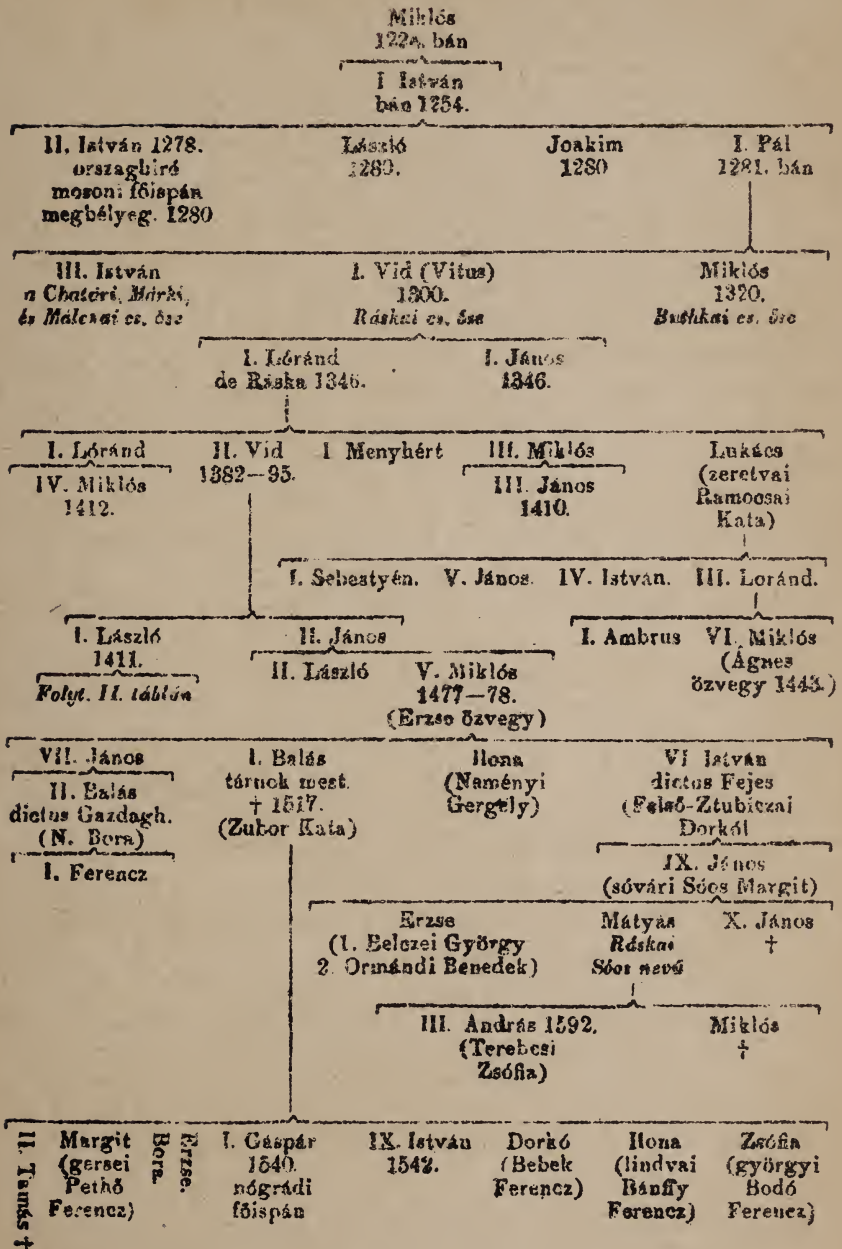 Miklós
122 . bán
I István
bán 1254.
II. István 1278.
országbiró
mosoni főispán
megbélyeg. 1280
László
1280.
Joakim
1280
I. Pál
1281. bán
III. István
a Chatári, Márki,
és Málczai cs. őse
I. Vid (Vitus)
1300.
Ráskai cs. őse
Miklós
1320.
Buthkai cs. őse
I. Lóránd
de Ráska 1346.
I. János
1346.
I. Lóránd
IV. Miklós
1412.
II. Vid
1382—95.
I Menyhért
III. Miklós
III. János
1410.
Lukács
(zeretvai
Ramocsai
Kata)
I. Sebestyén. V. János. IV. István. III. Loránd.
I. László
1411.
Folyt. II. táblán
II. János
II. László
V. Miklós
1477—78.
(Erzse özvegy)
I. Ambrus
VI. Miklós
(Ágnes
özvegy 1443.)
VII. János
II. Balás
dictus Gazdagh.
(N. Bora)
I. Ferencz
I. Balás
tárnok mest.
† 1517.
(Zubor Kata)
Ilona
(Naményi
Gergely)
VI István
dictus Fejes
(Felső-Ztubiczai
Dorkó)
IX. János
(sóvári Sóos Margit)
Erzse
(1. Belezei György
2. Ormándi Benedek)
Mátyás
Ráskai
Sóos nevű
X. János
†
III. András 1592.
(Terebesi
Zsófia)
Miklós
†
II. Tamás †
Margit
(gersei
Pethő
Ferencz)
Bora.
Erzse.
I. Gáspár
1540.
nógrádi
főispán
IX. István
1542.
Dorkó
(Bebek
Ferencz)
Ilona
(lindvai
Bánffy
Ferencz)
Zsófia
(györgyi
Bodó
Ferencz)